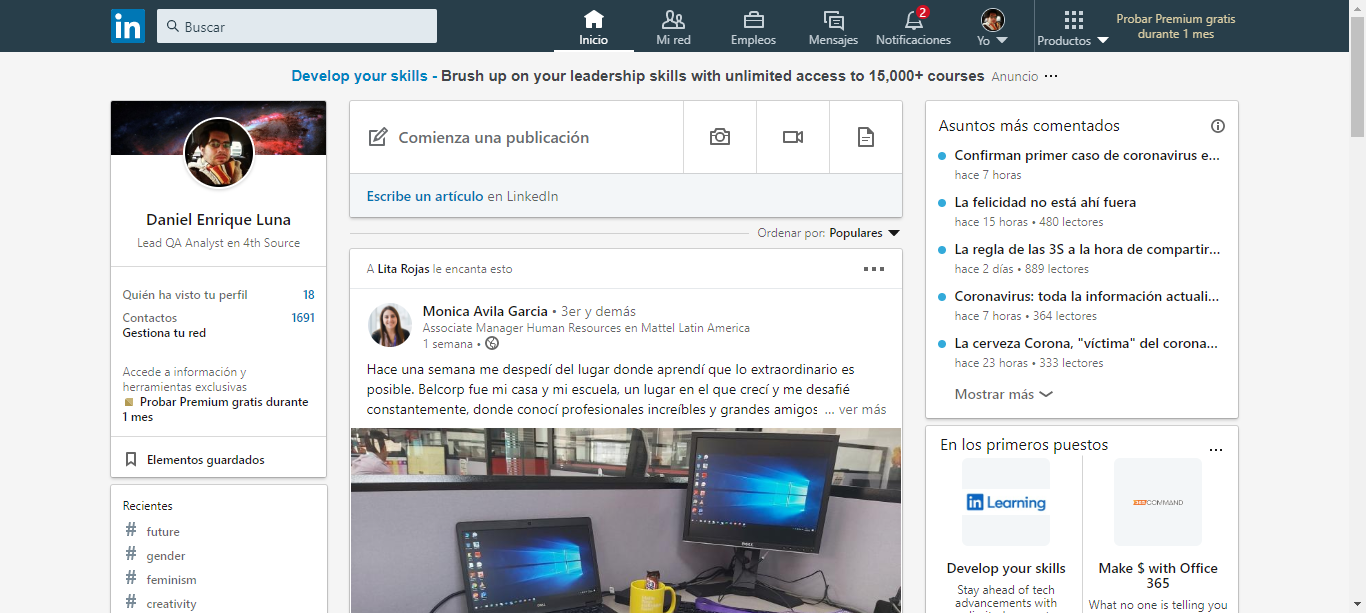 in
Buscar
Inicio
Mi red
Empleos
Mensajes
2
Notificaciones
Yo
Productos
Probar Premium gratis
durante 1 mes
Develop your skills - Brush up on your leadership skills with unlimited access to 15,000+ courses Anuncio ...
Daniel Enrique Luna
Lead QA Analyst en 4th Source
Quién ha visto tu perfil 18
Contactos 1691
Gestiona tu red
Accede a información y
herramientas exclusivas
Probar Premium gratis durante
1 mes
Elementos guardados
Recientes
# future
# gender
# feminism
# creativity
Comienza una publicación
Escribe un artículo en LinkedIn
Ordenar por: Populares
A Lita Rojas le encanta esto
Monica Avila Garcia • 3er y demás
Associate Manager Human Resources en Mattel Latin America
1 semana •
Hace una semana me despedí del lugar donde aprendí que lo extraordinario es
posible. Belcorp fue mi casa y mi escuela, un lugar en el que crecí y me desafié
constantemente, donde conocí profesionales increíbles y grandes amigos ... ver más
DELL
Asuntos más comentados
Confirman primer caso de coronavirus e...
hace 7 horas
La felicidad no está ahí fuera
hace 15 horas • 480 lectores
La regla de las 3S a la hora de compartir...
hace 2 días • 889 lectores
Coronavirus: toda la información actuali...
hace 7 horas • 364 lectores
La cerveza Corona, "víctima" del corona...
hace 23 horas • 333 lectores
Mostrar más
En los primeros puestos ...
in Learning
Develop your skills
Stay ahead of tech
advancements with
365 COMMAND
Make $ with Office
365
What no one is telling you